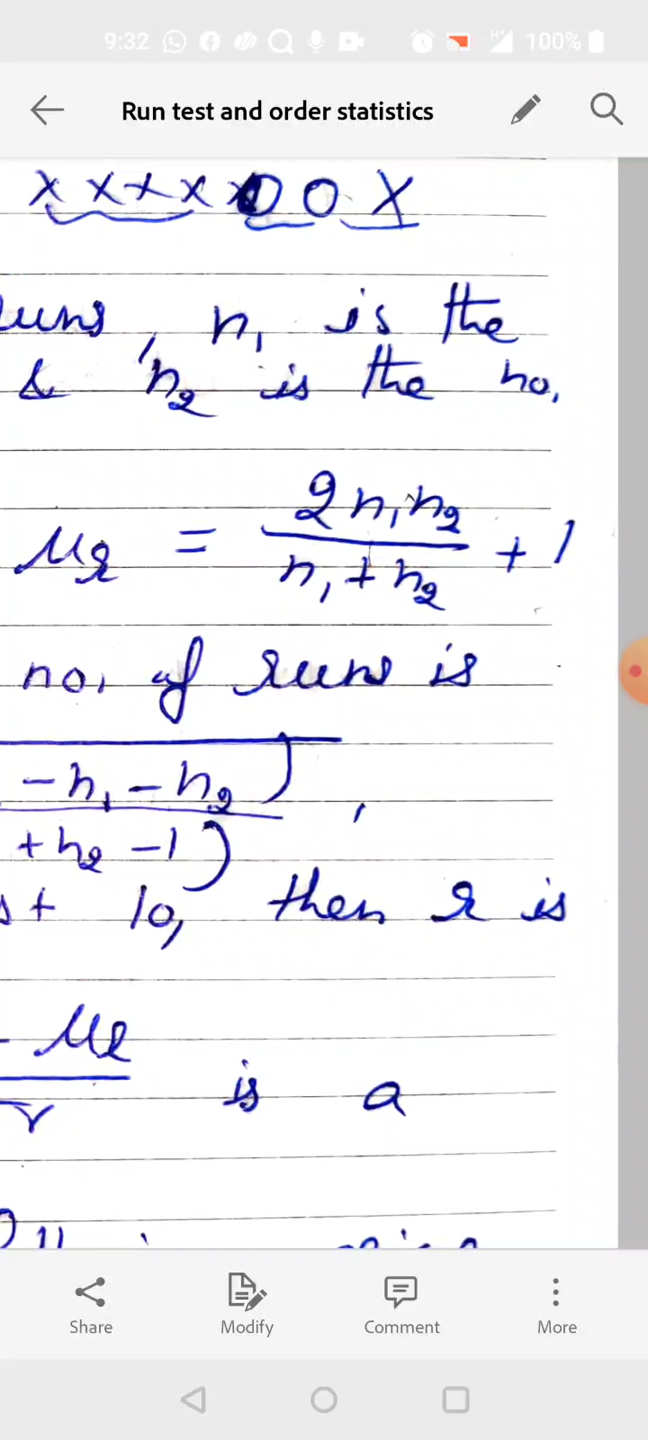 9:32 100%
Run test and order statistics
X X X X O O X
runs, n₁ is the
& n₂ is the no.
μᵣ = 2n₁n₂ / n₁+n₂ + 1
no. of runs is
-n₁-n₂)
+n₂ -1)
10, then r is
- μᵣ
is a
Share Modify Comment More